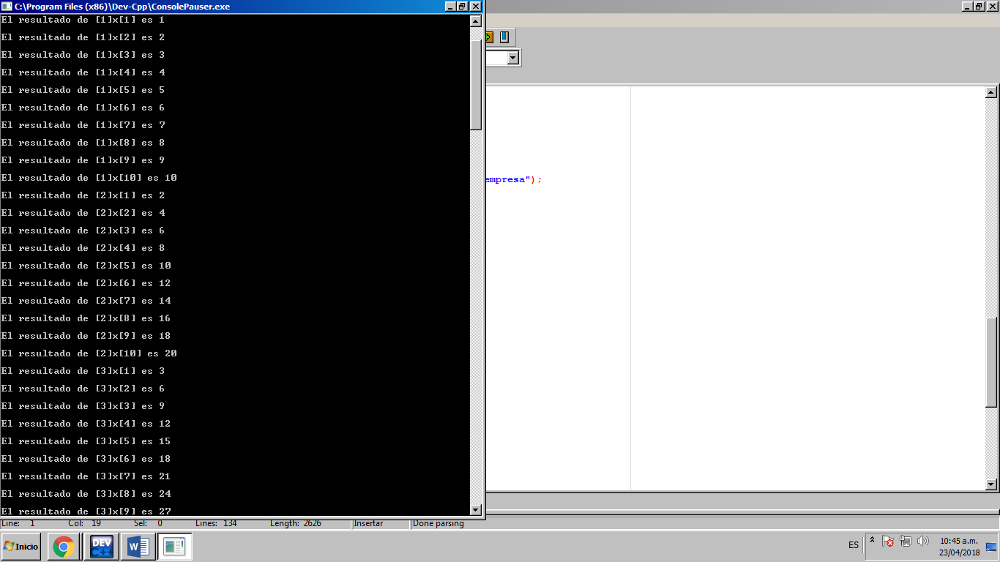 C:\Program Files (x86)\Dev-Cpp\ConsolePauser.exe
El resultado de [1]x[1] es 1
El resultado de [1]x[2] es 2
El resultado de [1]x[3] es 3
El resultado de [1]x[4] es 4
El resultado de [1]x[5] es 5
El resultado de [1]x[6] es 6
El resultado de [1]x[7] es 7
El resultado de [1]x[8] es 8
El resultado de [1]x[9] es 9
El resultado de [1]x[10] es 10
El resultado de [2]x[1] es 2
El resultado de [2]x[2] es 4
El resultado de [2]x[3] es 6
El resultado de [2]x[4] es 8
El resultado de [2]x[5] es 10
El resultado de [2]x[6] es 12
El resultado de [2]x[7] es 14
El resultado de [2]x[8] es 16
El resultado de [2]x[9] es 18
El resultado de [2]x[10] es 20
El resultado de [3]x[1] es 3
El resultado de [3]x[2] es 6
El resultado de [3]x[3] es 9
El resultado de [3]x[4] es 12
El resultado de [3]x[5] es 15
El resultado de [3]x[6] es 18
El resultado de [3]x[7] es 21
El resultado de [3]x[8] es 24
El resultado de [3]x[9] es 27
empresa");
Line: 1 Col: 19 Sel: 0 Lines: 134 Length: 2626 Insertar Done parsing
Inicio
DEV C++
W
ES
10:45 a.m.
23/04/2018